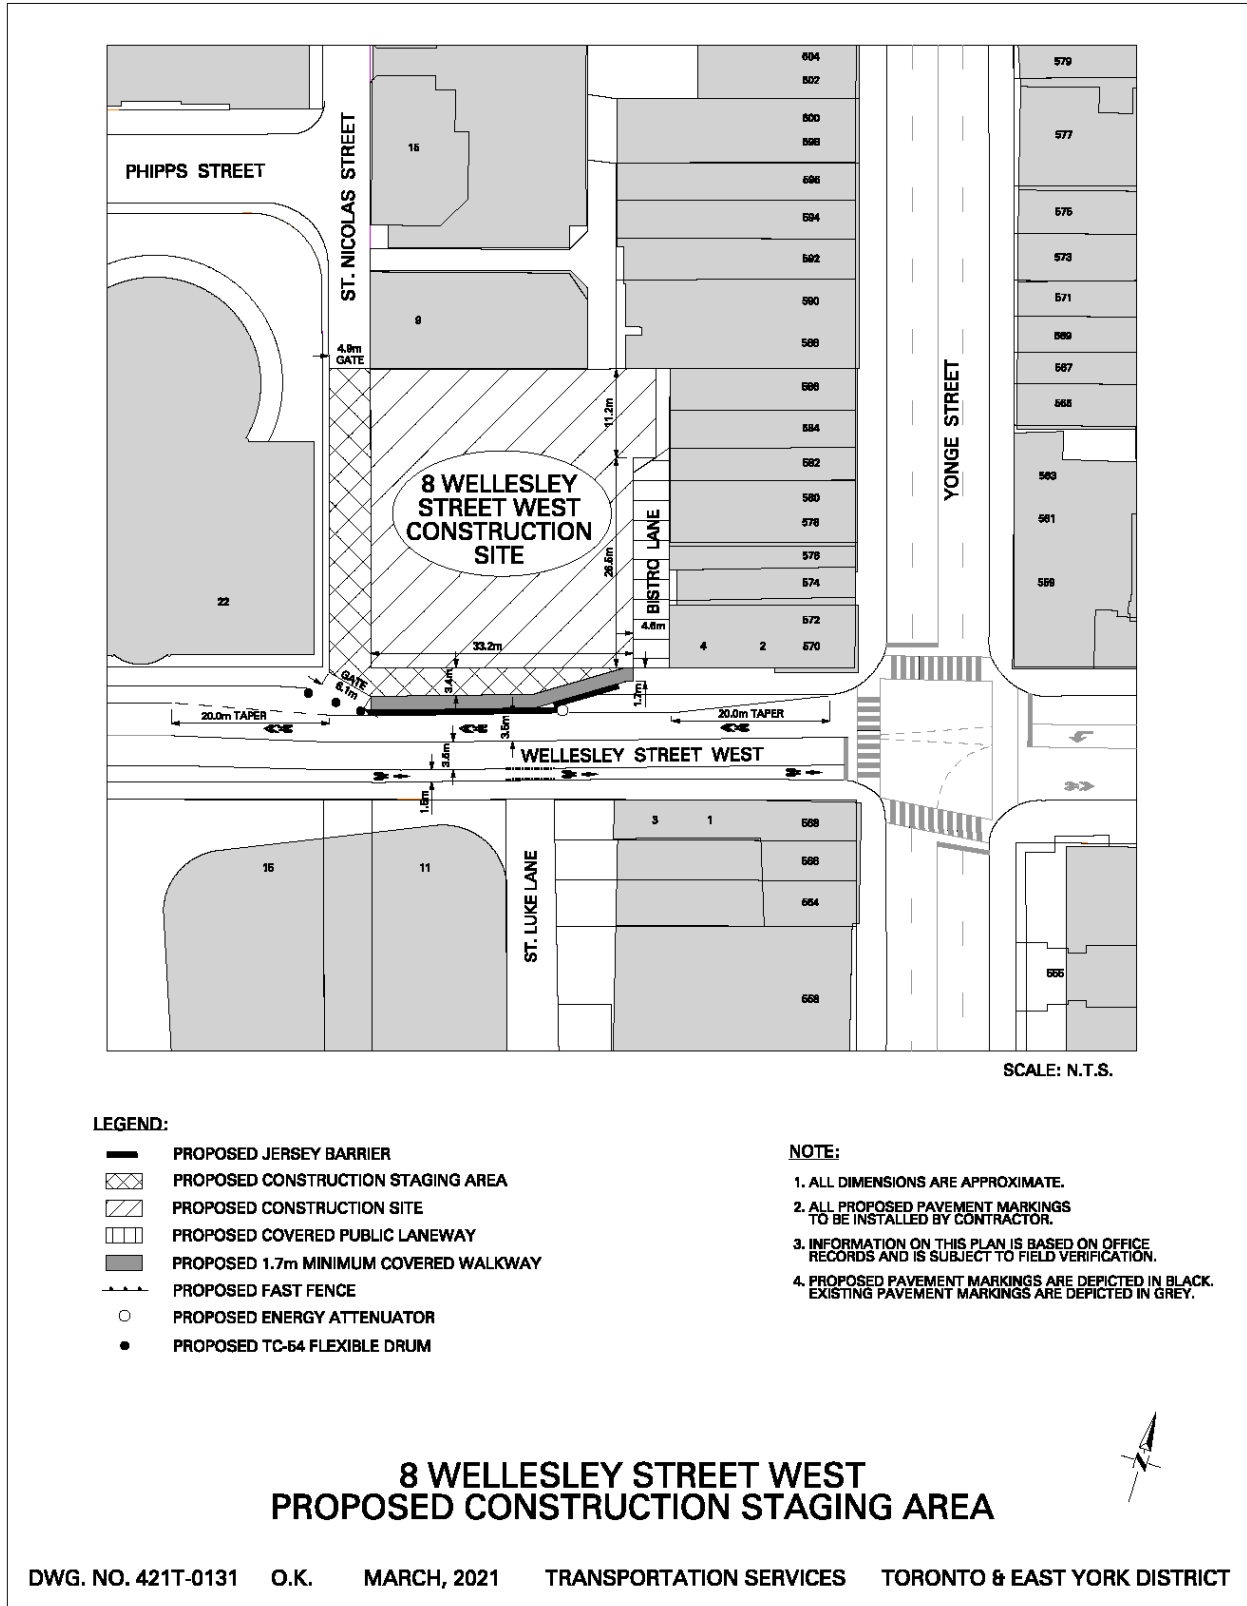 604
602
600
598
596
594
592
590
588
586
584
582
580
578
576
574
572
570
4
2
579
577
575
573
571
569
567
565
563
561
559
15
9
22
PHIPPS STREET
ST. NICOLAS STREET
YONGE STREET
4.9m
GATE
11.2m
26.5m
8 WELLESLEY
STREET WEST
CONSTRUCTION
SITE
BISTRO LANE
4.6m
33.2m
3.4m
1.7m
GATE
6.1m
20.0m TAPER
20.0m TAPER
3.5m
3.5m
1.5m
WELLESLEY STREET WEST
3
1
568
566
564
558
15
11
ST. LUKE LANE
555
SCALE: N.T.S.
LEGEND:
PROPOSED JERSEY BARRIER
PROPOSED CONSTRUCTION STAGING AREA
PROPOSED CONSTRUCTION SITE
PROPOSED COVERED PUBLIC LANEWAY
PROPOSED 1.7m MINIMUM COVERED WALKWAY
PROPOSED FAST FENCE
PROPOSED ENERGY ATTENUATOR
PROPOSED TC-54 FLEXIBLE DRUM
NOTE:
1. ALL DIMENSIONS ARE APPROXIMATE.
2. ALL PROPOSED PAVEMENT MARKINGS
TO BE INSTALLED BY CONTRACTOR.
3. INFORMATION ON THIS PLAN IS BASED ON OFFICE
RECORDS AND IS SUBJECT TO FIELD VERIFICATION.
4. PROPOSED PAVEMENT MARKINGS ARE DEPICTED IN BLACK.
EXISTING PAVEMENT MARKINGS ARE DEPICTED IN GREY.
N
8 WELLESLEY STREET WEST
PROPOSED CONSTRUCTION STAGING AREA
DWG. NO. 421T-0131 O.K. MARCH, 2021 TRANSPORTATION SERVICES TORONTO & EAST YORK DISTRICT